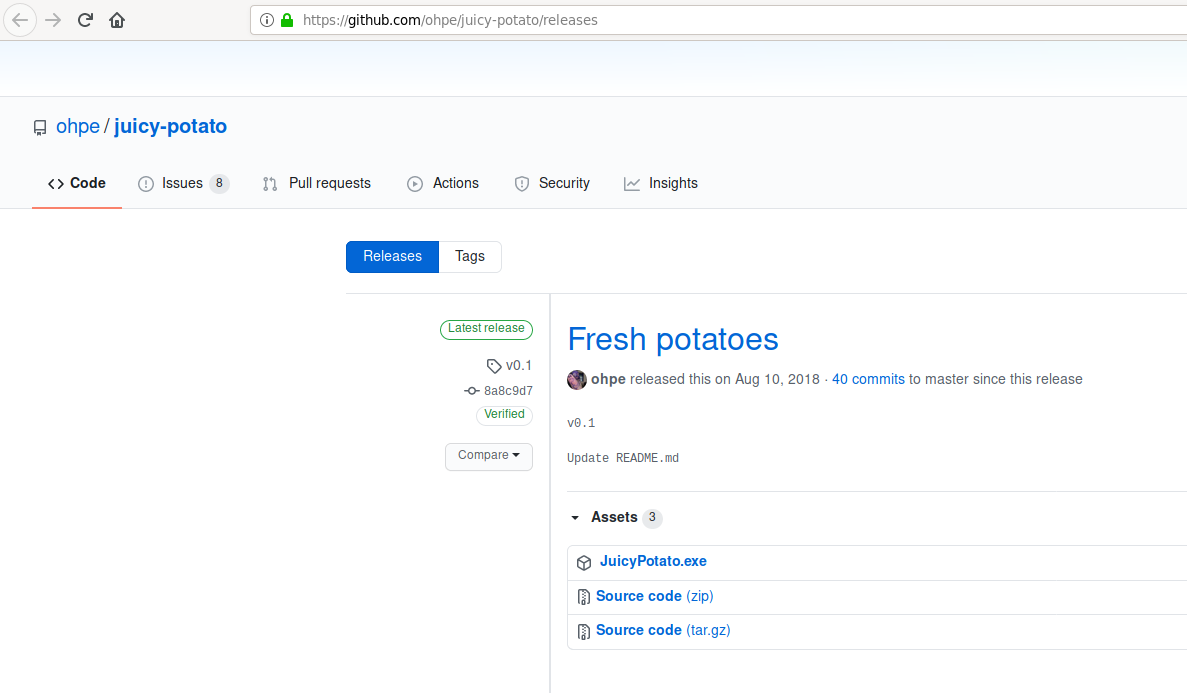 https://github.com/ohpe/juicy-potato/releases
ohpe / juicy-potato
Code Issues 8 Pull requests Actions Security Insights
Releases Tags
Latest release
v0.1
8a8c9d7
Verified
Compare
Fresh potatoes
ohpe released this on Aug 10, 2018 · 40 commits to master since this release
v0.1
Update README.md
Assets 3
JuicyPotato.exe
Source code (zip)
Source code (tar.gz)